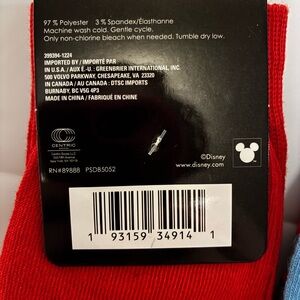 97 % Polyester 3 % Spandex/Élasthanne
Machine wash cold. Gentle cycle.
Only non-chlorine bleach when needed. Tumble dry low.
399394-1224
IMPORTED BY / IMPORTÉ PAR
IN U.S.A. / AUX É.-U. : GREENBRIER INTERNATIONAL, INC.
500 VOLVO PARKWAY, CHESAPEAKE, VA 23320
IN CANADA / AU CANADA : DTSC IMPORTS
BURNABY, BC V5G 4P3
MADE IN CHINA / FABRIQUÉ EN CHINE
CENTRIC
©Disney
www.disney.com
RN#89888 PSDB5052
1 93159 34914 1